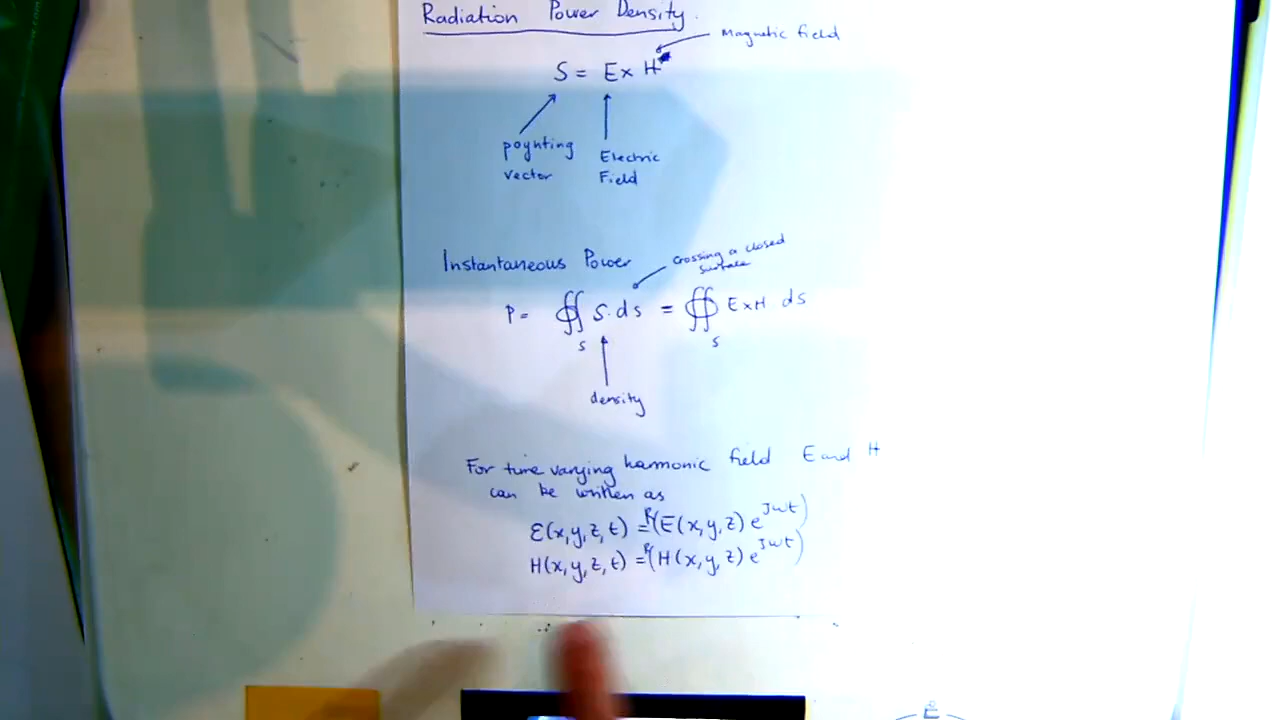 Radiation Power Density.
Magnetic field
S = E x H
poynting
vector
Electric
Field
Instantaneous Power
crossing a closed
surface
P = ∯ S · ds = ∯ E x H ds
S S
density
For time varying harmonic field E and H
can be written as
Ɛ(x, y, z, t) = R(E(x, y, z) e^jωt)
H(x, y, z, t) = R(H(x, y, z) e^jωt)
E